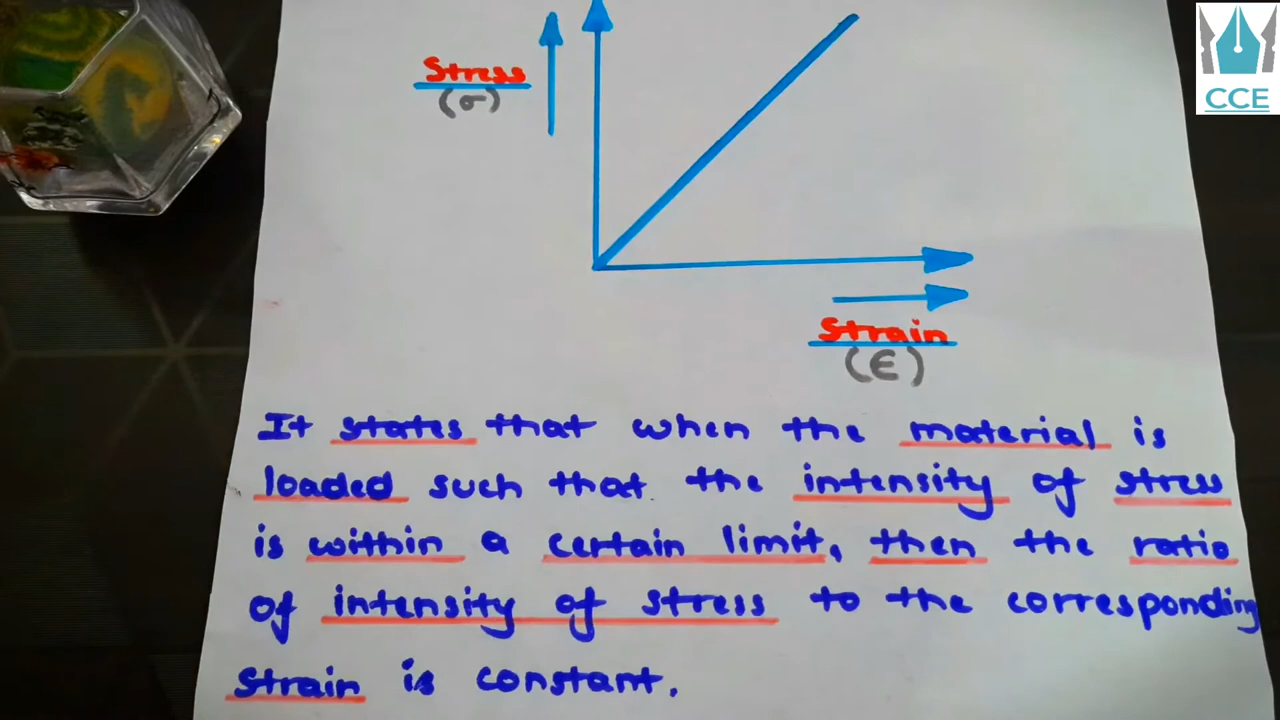 CCE
Stress
(σ)
Strain
(ϵ)
It states that when the material is
loaded such that the intensity of stress
is within a certain limit, then the ratio
of intensity of stress to the corresponding
strain is constant.